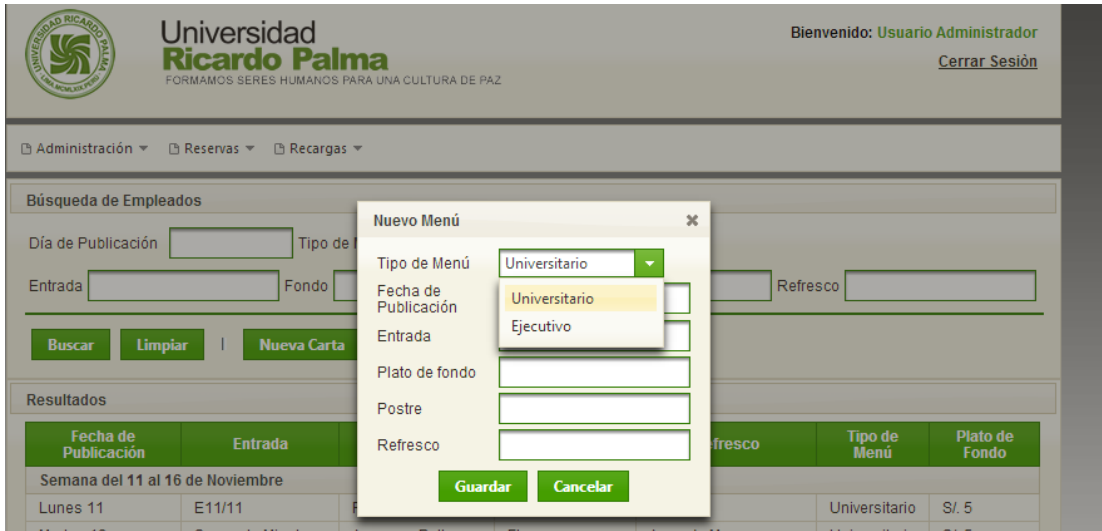 Universidad
Ricardo Palma
FORMAMOS SERES HUMANOS PARA UNA CULTURA DE PAZ
Bienvenido: Usuario Administrador
Cerrar Sesión
Administración Reservas Recargas
Búsqueda de Empleados
Día de Publicación Tipo de
Entrada Fondo Refresco
Buscar Limpiar | Nueva Carta
Nuevo Menú
Tipo de Menú Universitario
Universitario
Ejecutivo
Fecha de
Publicación
Entrada
Plato de fondo
Postre
Refresco
Guardar Cancelar
Resultados
Fecha de
Publicación Entrada Tipo de
Menú Plato de
Fondo
Semana del 11 al 16 de Noviembre
Lunes 11 E11/11 Universitario S/. 5